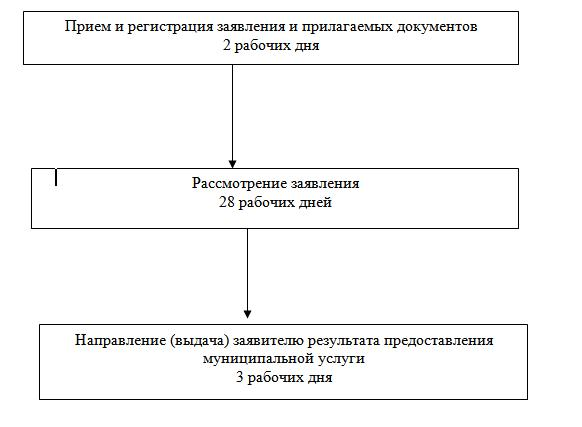 Прием и регистрация заявления и прилагаемых документов
2 рабочих дня
Рассмотрение заявления
28 рабочих дней
Направление (выдача) заявителю результата предоставления
муниципальной услуги
3 рабочих дня